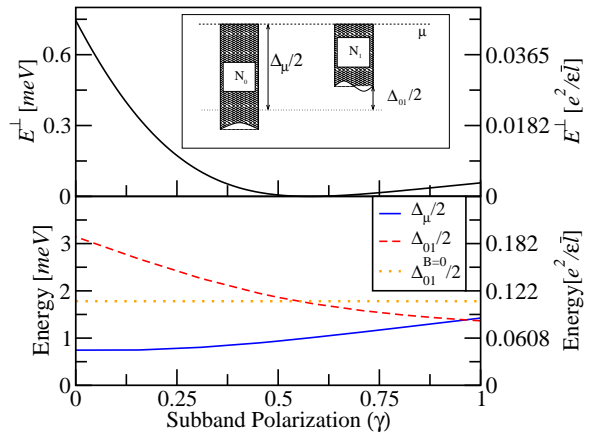 0.6
0.3
0
E⊥ [meV]
μ
N0
Δμ/2
N1
Δ01/2
0.0365
0.0182
0
E⊥ [e²/εl̄]
3
2
1
0
Energy [meV]
Δμ/2
Δ01/2
Δ01^B=0/2
0.182
0.122
0.0608
0
Energy[e²/εl̄]
0
0.25
0.5
0.75
1
Subband Polarization (γ)